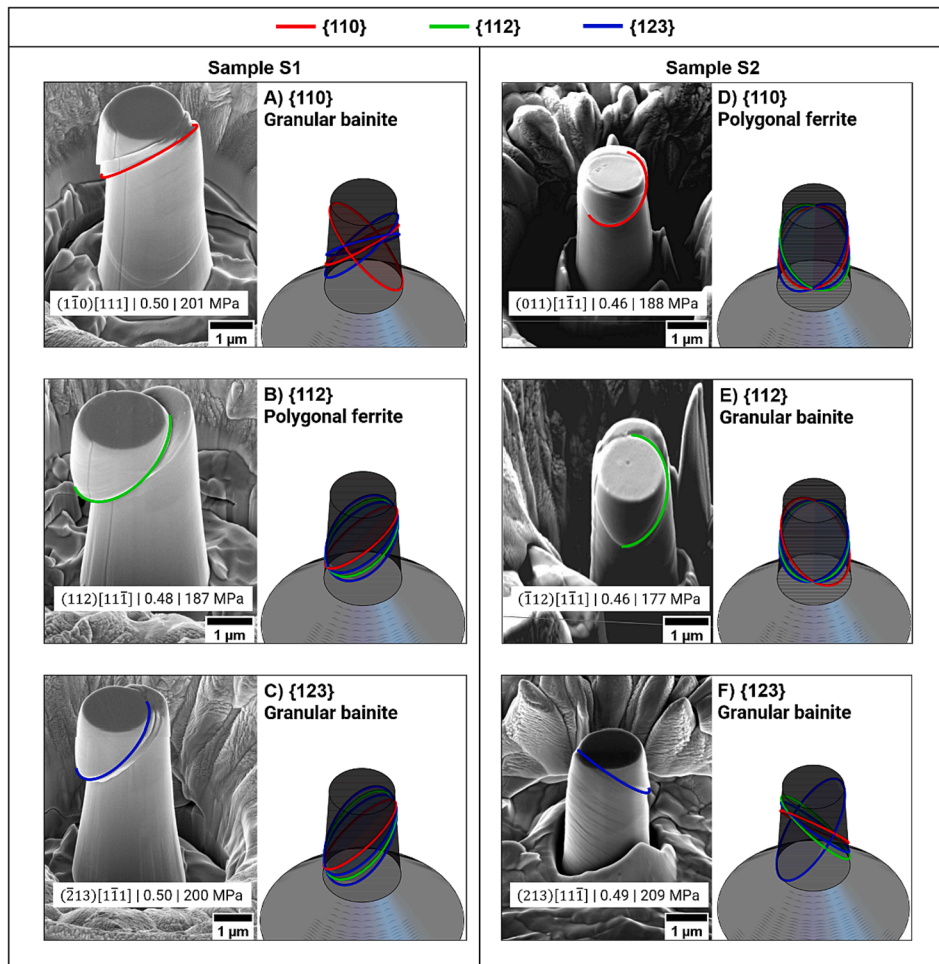 {110} {112} {123}
Sample S1
A) {110}
Granular bainite
(11̅0)[111] | 0.50 | 201 MPa
1 µm
B) {112}
Polygonal ferrite
(112)[111̅] | 0.48 | 187 MPa
1 µm
C) {123}
Granular bainite
(2̅13)[11̅1] | 0.50 | 200 MPa
1 µm
Sample S2
D) {110}
Polygonal ferrite
(011)[11̅1] | 0.46 | 188 MPa
1 µm
E) {112}
Granular bainite
(1̅12)[11̅1] | 0.46 | 177 MPa
1 µm
F) {123}
Granular bainite
(213)[111̅] | 0.49 | 209 MPa
1 µm